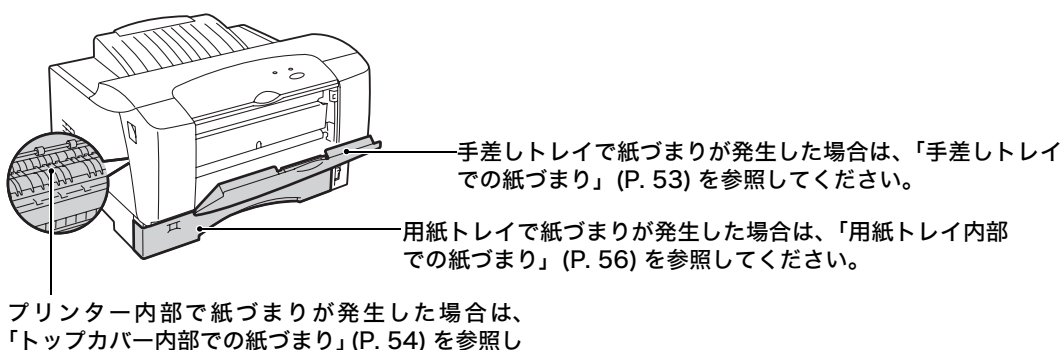 手差しトレイで紙づまりが発生した場合は、「手差しトレイ
での紙づまり」(P. 53) を参照してください。
用紙トレイで紙づまりが発生した場合は、「用紙トレイ内部
での紙づまり」(P. 56) を参照してください。
プリンター内部で紙づまりが発生した場合は、
「トップカバー内部での紙づまり」(P. 54) を参照し